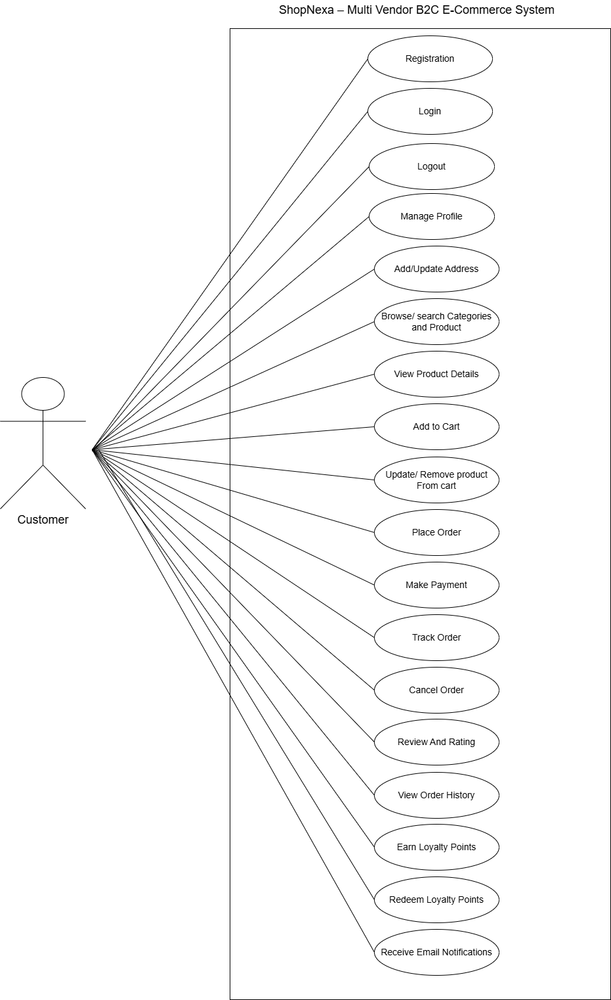 ShopNexa – Multi Vendor B2C E-Commerce System
Registration
Login
Logout
Manage Profile
Add/Update Address
Browse/ search Categories
and Product
View Product Details
Add to Cart
Update/ Remove product
From cart
Place Order
Make Payment
Track Order
Cancel Order
Review And Rating
View Order History
Earn Loyalty Points
Redeem Loyalty Points
Receive Email Notifications
Customer